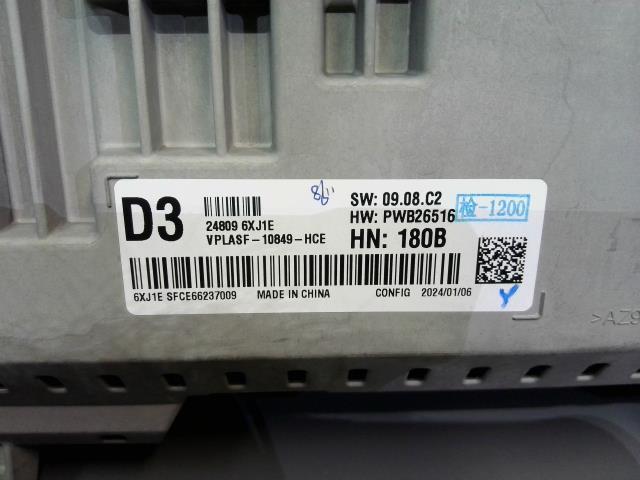 D3
24809 6XJ1E
VPLASF-10849-HCE
SW: 09.08.C2
HW: PWB26516
检-1200
HN: 180B
6XJ1E SFCE66237009 MADE IN CHINA CONFIG 2024/01/06
Y